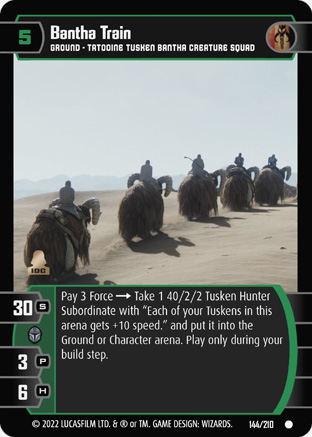 5
Bantha Train
GROUND - TATOOINE TUSKEN BANTHA CREATURE SQUAD
IDC
30 S
Pay 3 Force → Take 1 40/2/2 Tusken Hunter
Subordinate with “Each of your Tuskens in this
arena gets +10 speed.” and put it into the
Ground or Character arena. Play only during your
build step.
3 P
6 H
© 2022 LUCASFILM LTD. & ® or TM. GAME DESIGN: WIZARDS.
144/210